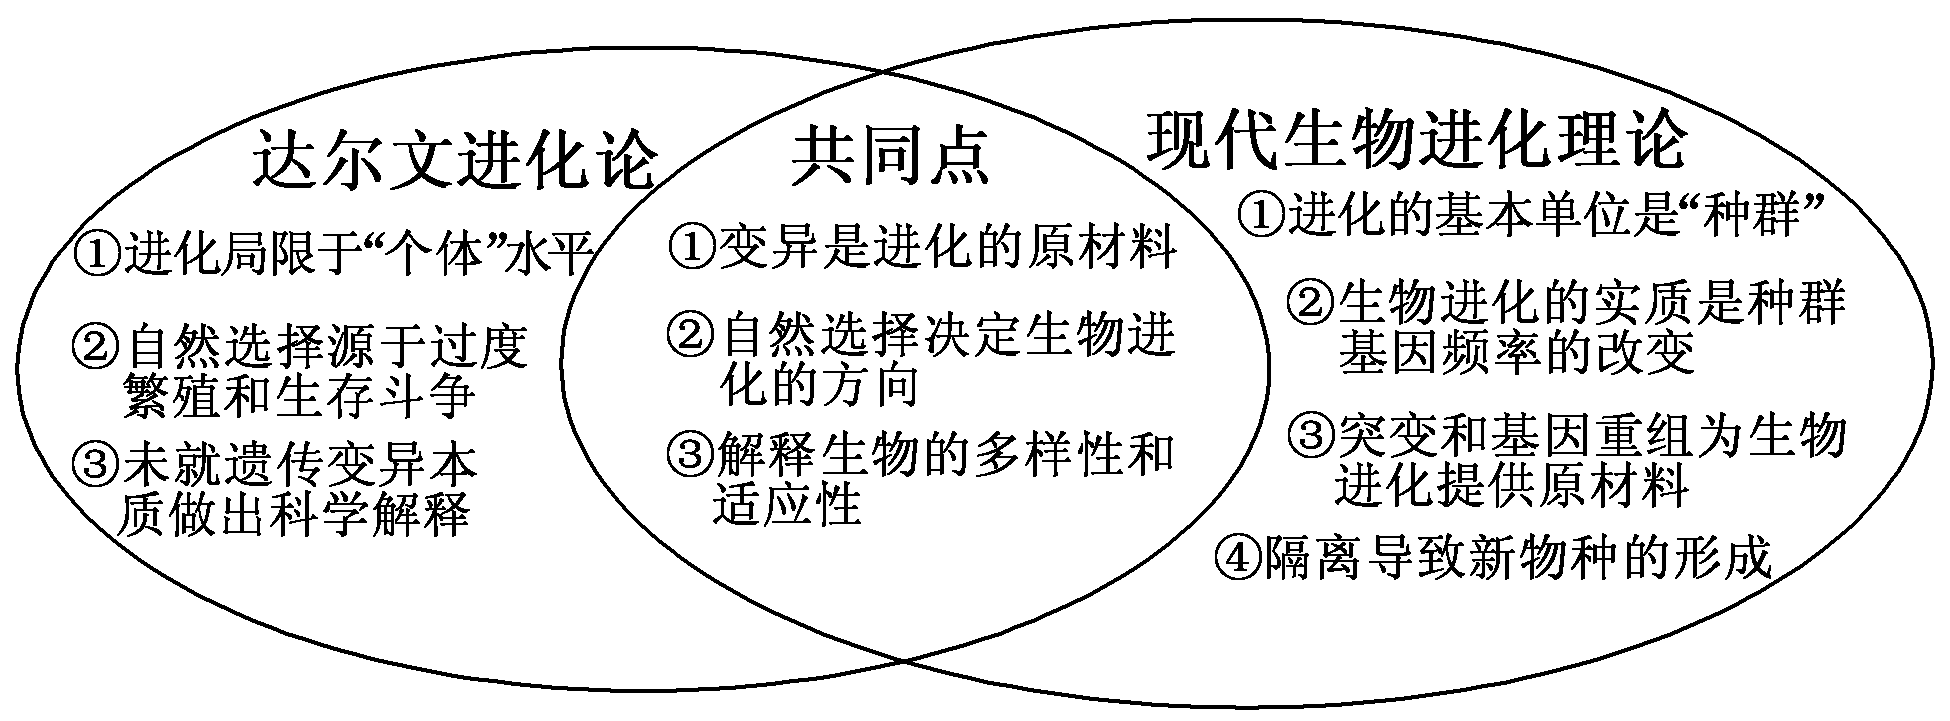 达尔文进化论
①进化局限于“个体”水平
②自然选择源于过度
繁殖和生存斗争
③未就遗传变异本
质做出科学解释
共同点
①变异是进化的原材料
②自然选择决定生物进
化的方向
③解释生物的多样性和
适应性
现代生物进化理论
①进化的基本单位是“种群”
②生物进化的实质是种群
基因频率的改变
③突变和基因重组为生物
进化提供原材料
④隔离导致新物种的形成